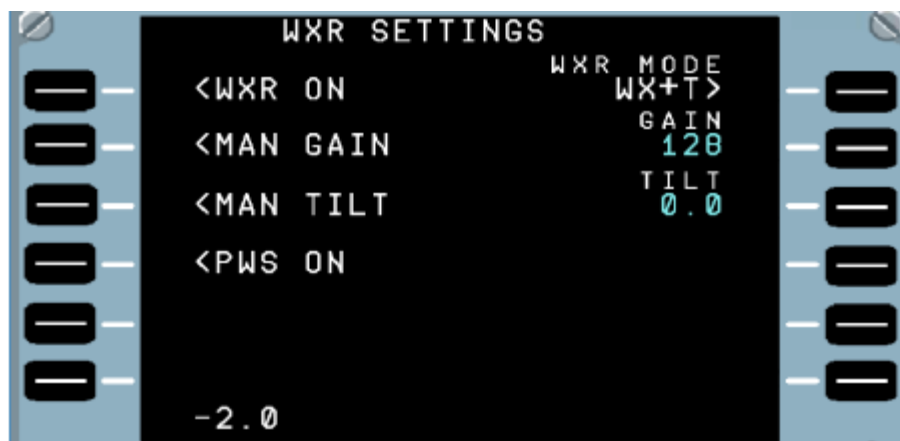 WXR SETTINGS
WXR MODE
<WXR ON WX+T>
GAIN
<MAN GAIN 128
TILT
<MAN TILT 0.0
<PWS ON
-2.0